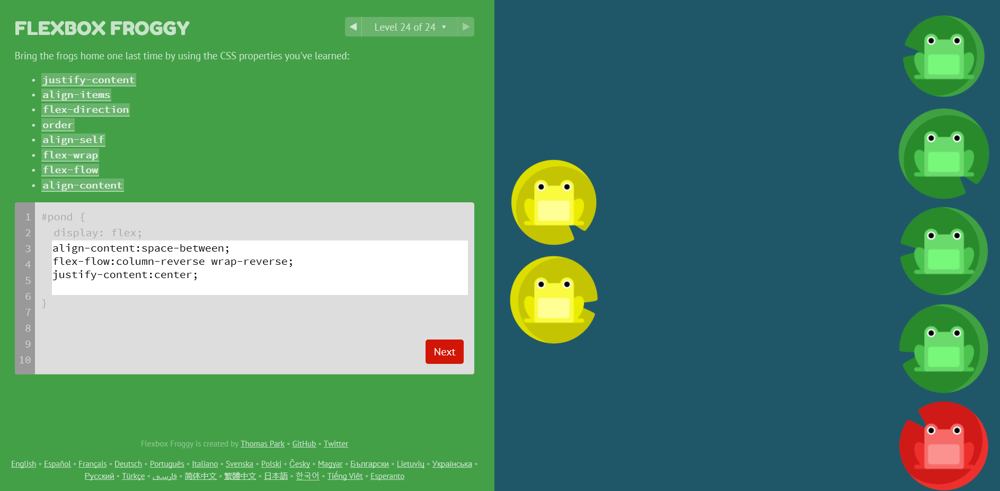 FLEXBOX FROGGY
◀ Level 24 of 24 ▼ ▶
Bring the frogs home one last time by using the CSS properties you've learned:
• justify-content
• align-items
• flex-direction
• order
• align-self
• flex-wrap
• flex-flow
• align-content
1 #pond {
2 display: flex;
3 align-content:space-between;
4 flex-flow:column-reverse wrap-reverse;
5 justify-content:center;
6 }
7
8
9
10
Next
Flexbox Froggy is created by Thomas Park • GitHub • Twitter
English • Español • Français • Deutsch • Português • Italiano • Svenska • Polski • Česky • Magyar • Български • Lietuvių • Українська •
Русский • Türkçe • فارسی • 简体中文 • 繁體中文 • 日本語 • 한국어 • Tiếng Việt • Esperanto